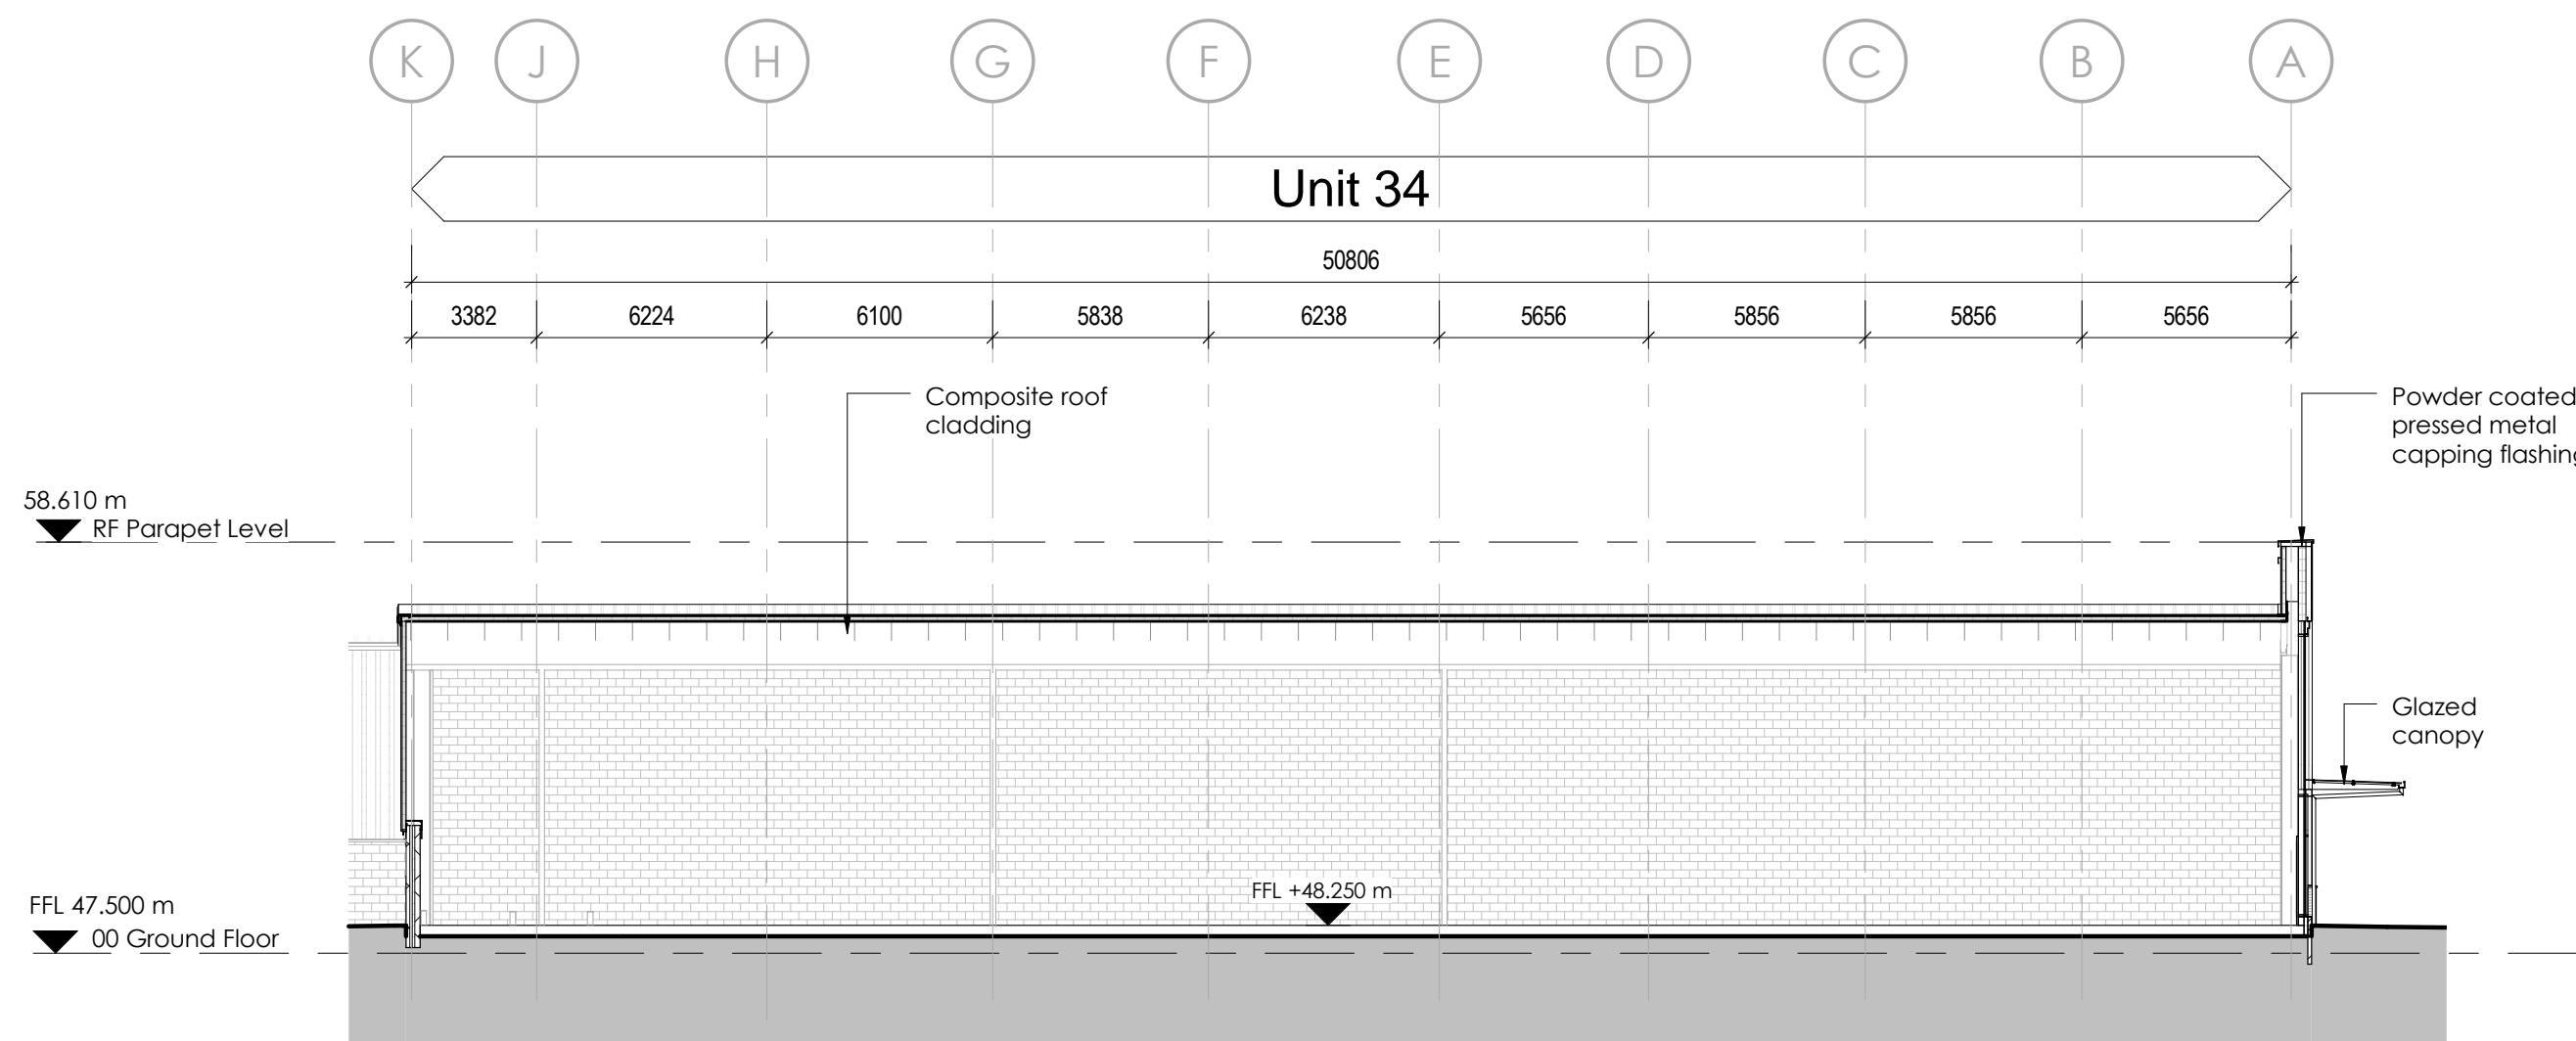 K J H G F E D C B A
Unit 34
50806
3382 6224 6100 5838 6238 5656 5856 5856 5656
Composite roof
cladding
Powder coated
pressed metal
capping flashing
58.610 m
RF Parapet Level
Glazed
canopy
FFL +48.250 m
FFL 47.500 m
00 Ground Floor